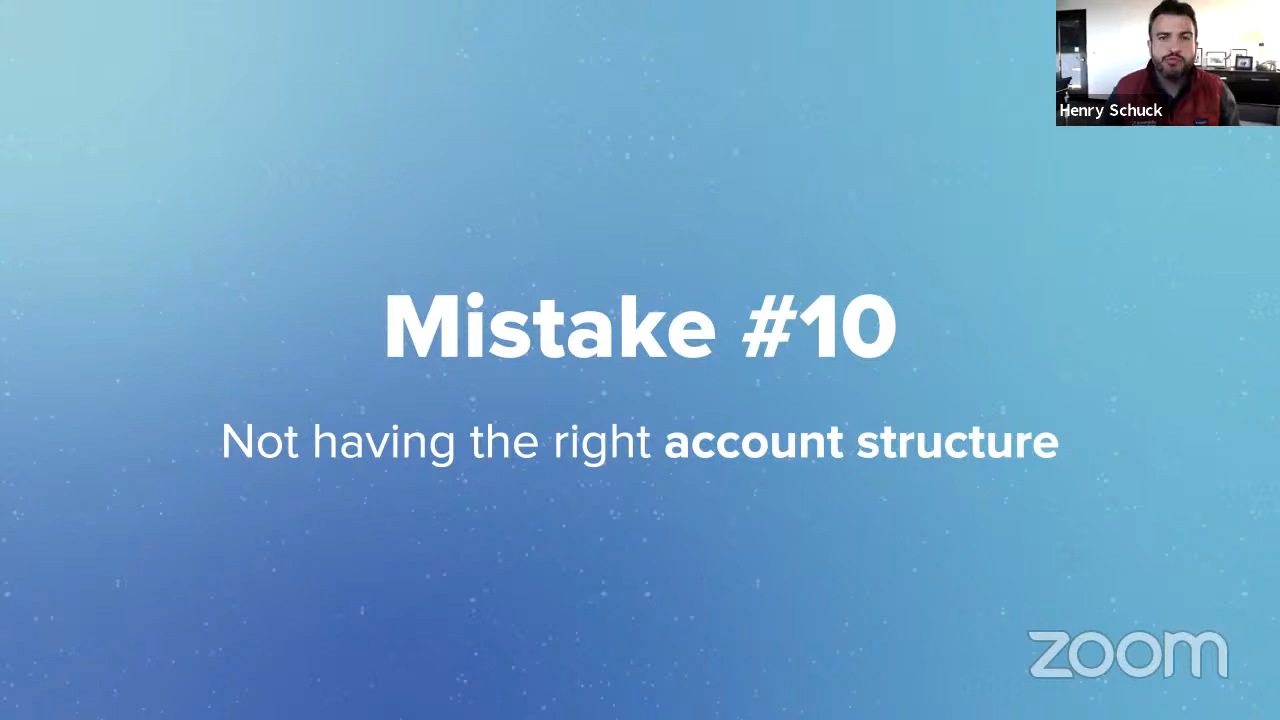 Henry Schuck
Mistake #10
Not having the right account structure
zoom